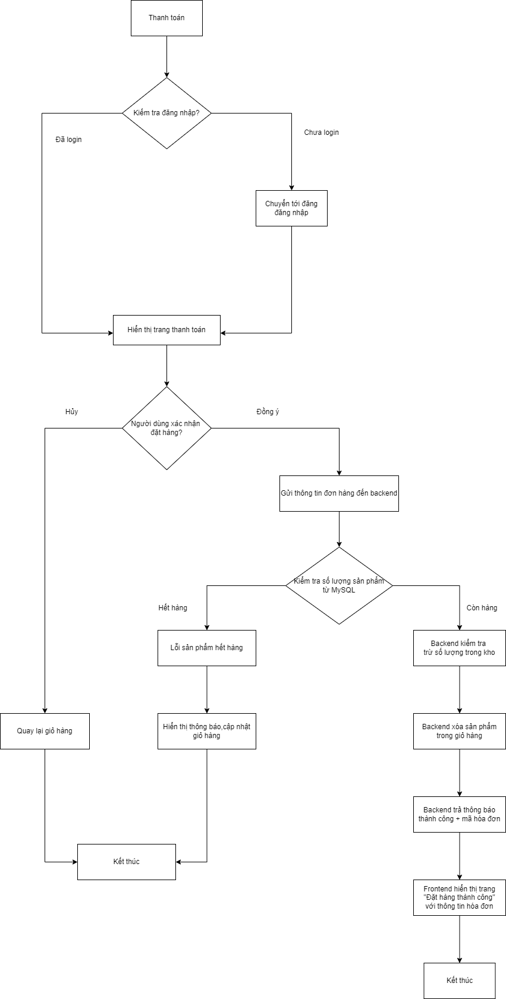 Thanh toán
Kiếm tra đăng nhập?
Đã login
Chưa login
Chuyển tới đăng
đăng nhập
Hiển thị trang thanh toán
Hủy
Đồng ý
Người dùng xác nhận
đặt hàng?
Gửi thông tin đơn hàng đến backend
Kiểm tra số lượng sản phẩm
từ MySQL
Hết hàng
Còn hàng
Lỗi sản phẩm hết hàng
Backend kiểm tra
trừ số lượng trong kho
Quay lại giỏ hàng
Hiển thị thông báo,cập nhật
giỏ hàng
Backend xóa sản phẩm
trong giỏ hàng
Backend trả thông báo
thành công + mã hóa đơn
Kết thúc
Frontend hiển thị trang
"Đặt hàng thành công"
với thông tin hóa đơn
Kết thúc